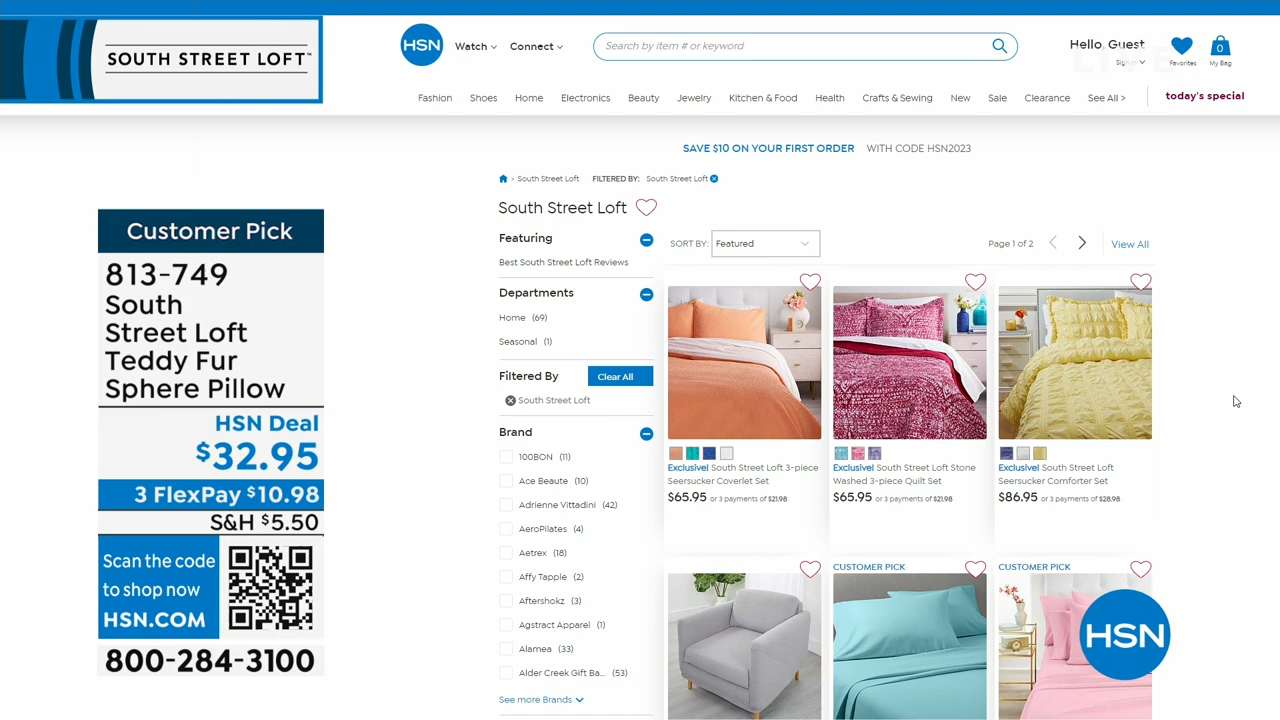 SOUTH STREET LOFT™
HSN
Watch
Connect
Search by item # or keyword
Hello, Guest
Sign In
LIVE
Favorites
0
My Bag
Fashion
Shoes
Home
Electronics
Beauty
Jewelry
Kitchen & Food
Health
Crafts & Sewing
New
Sale
Clearance
See All >
today's special
SAVE $10 ON YOUR FIRST ORDER WITH CODE HSN2023
> South Street Loft FILTERED BY: South Street Loft
South Street Loft
Featuring
Best South Street Loft Reviews
Departments
Home (69)
Seasonal (1)
Filtered By
Clear All
South Street Loft
Brand
100BON (11)
Ace Beaute (10)
Adrienne Vittadini (42)
AeroPilates (4)
Aetrex (18)
Affy Tapple (2)
Aftershokz (3)
Agstract Apparel (1)
Alamea (33)
Alder Creek Gift Ba... (53)
See more Brands
SORT BY: Featured
Page 1 of 2
View All
Exclusive! South Street Loft 3-piece
Seersucker Coverlet Set
$65.95 or 3 payments of $21.98
Exclusive! South Street Loft Stone
Washed 3-piece Quilt Set
$65.95 or 3 payments of $21.98
Exclusive! South Street Loft
Seersucker Comforter Set
$86.95 or 3 payments of $28.98
CUSTOMER PICK
CUSTOMER PICK
Customer Pick
813-749
South
Street Loft
Teddy Fur
Sphere Pillow
HSN Deal
$32.95
3 FlexPay $10.98
S&H $5.50
Scan the code
to shop now
HSN.COM
800-284-3100
HSN